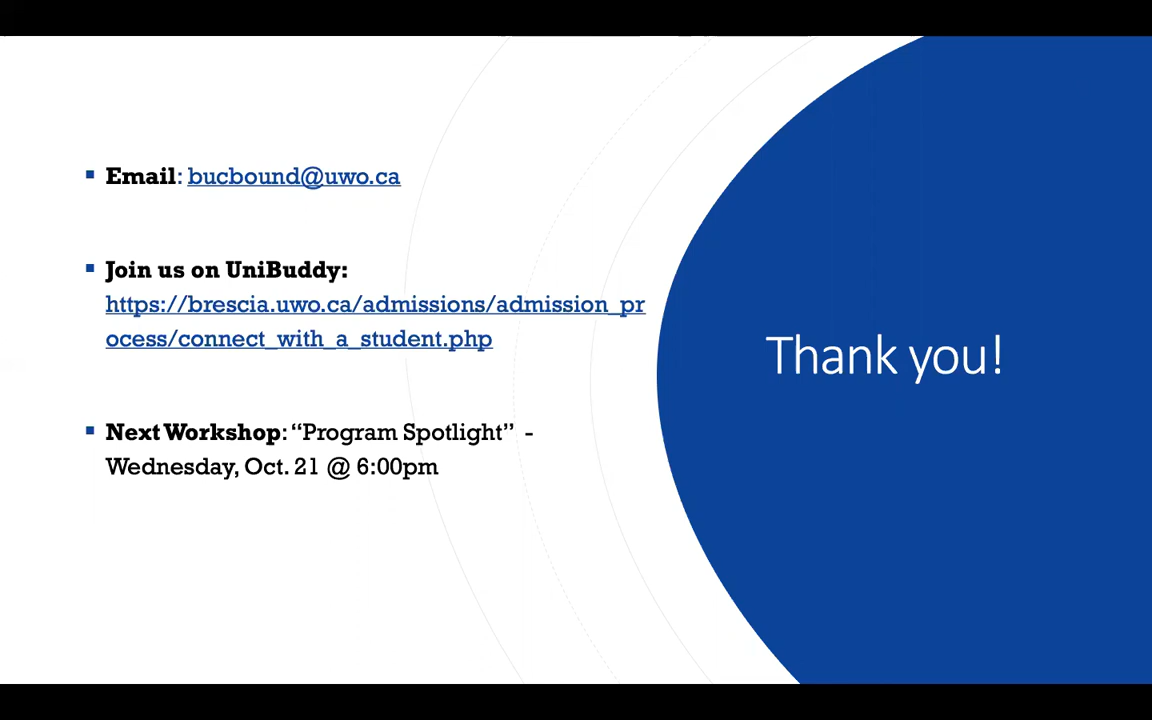 ▪ Email: bucbound@uwo.ca
▪ Join us on UniBuddy:
https://brescia.uwo.ca/admissions/admission_pr
ocess/connect_with_a_student.php
▪ Next Workshop: “Program Spotlight” -
Wednesday, Oct. 21 @ 6:00pm
Thank you!